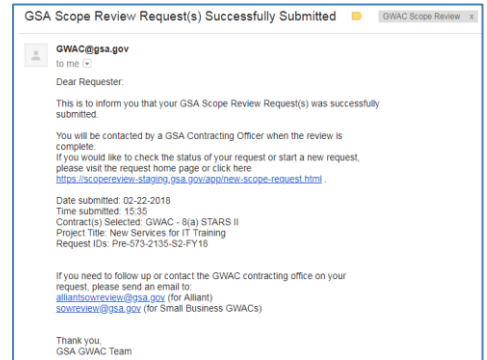 GSA Scope Review Request(s) Successfully Submitted
GWAC Scope Review x
GWAC@gsa.gov
to me
Dear Requester:
This is to inform you that your GSA Scope Review Request(s) was successfully
submitted.
You will be contacted by a GSA Contracting Officer when the review is
complete.
If you would like to check the status of your request or start a new request,
please visit the request home page or click here
https://scopereview-staging.gsa.gov/app/new-scope-request.html .
Date submitted: 02-22-2018
Time submitted: 15:35
Contract(s) Selected: GWAC - 8(a) STARS II
Project Title: New Services for IT Training
Request IDs: Pre-573-2135-S2-FY18
If you need to follow up or contact the GWAC contracting office on your
request, please send an email to:
alliantsowreview@gsa.gov (for Alliant)
sowreview@gsa.gov (for Small Business GWACs)
Thank you,
GSA GWAC Team